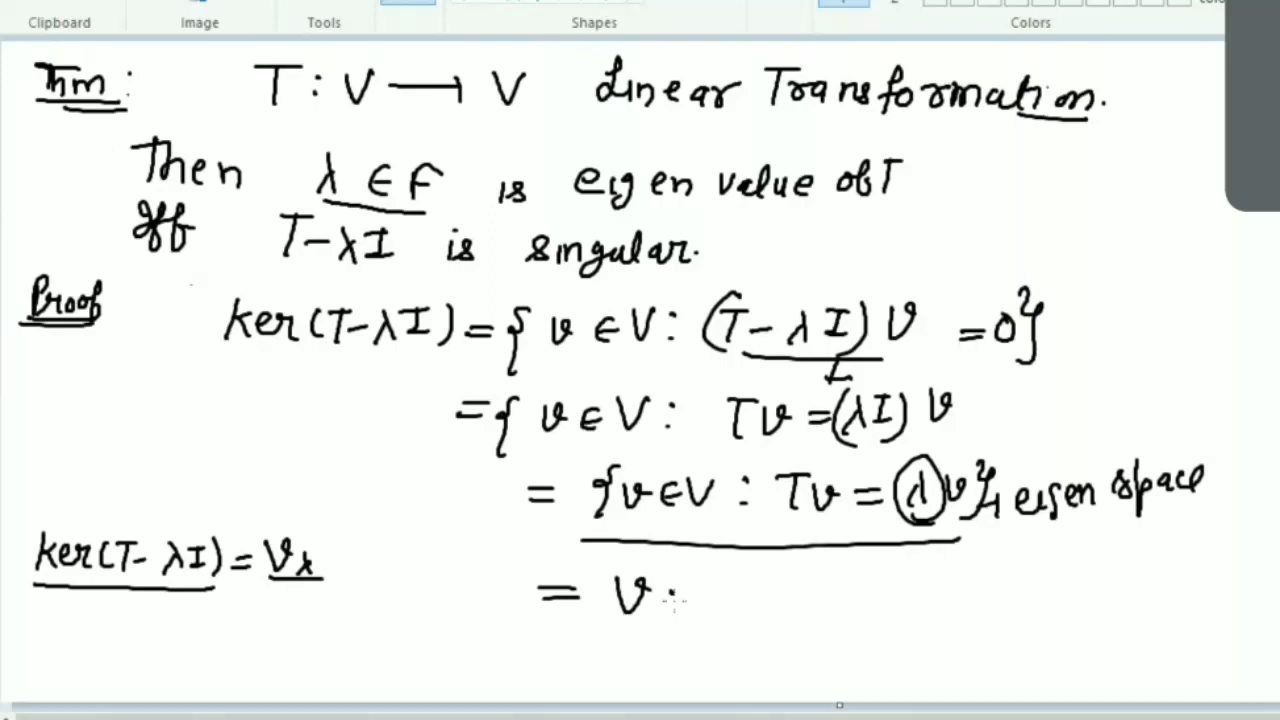 Clipboard Image Tools Shapes Colors
Thm: T: V → V Linear Transformation.
Then λ ∈ F is eigen value of T
iff T-λI is singular.
Proof ker(T-λI) = { v ∈ V: (T-λI) v = 0}
= { v ∈ V: Tv = (λI) v
= {v ∈ V: Tv = λv} eigen space
ker(T-λI) = Vλ
= V